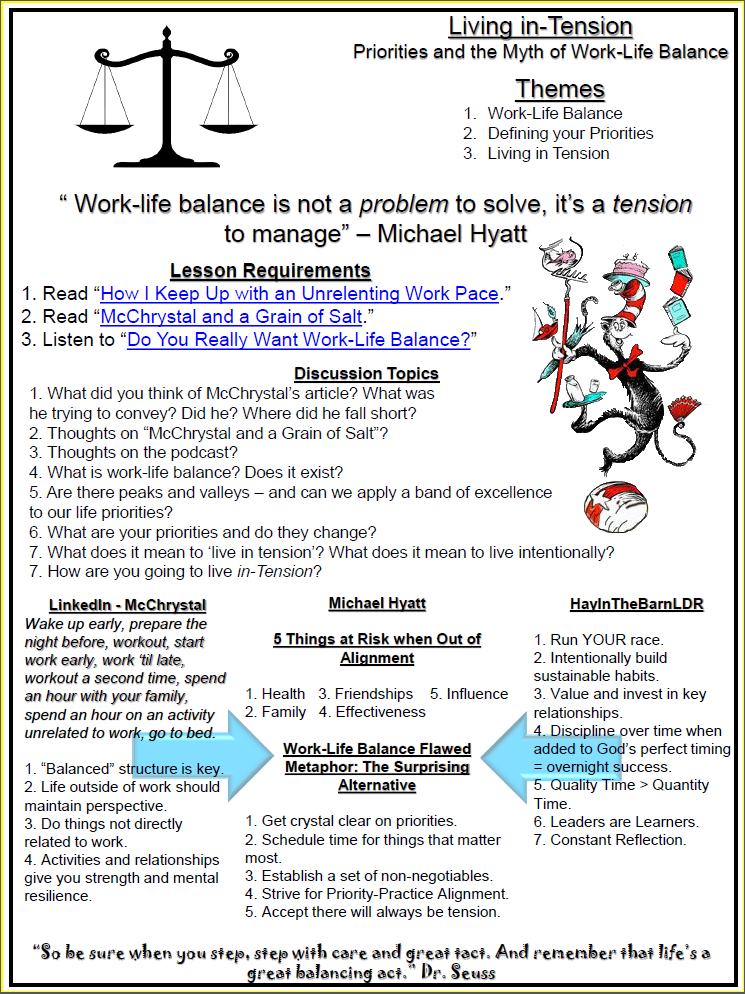 Living in-Tension
Priorities and the Myth of Work-Life Balance
Themes
1. Work-Life Balance
2. Defining your Priorities
3. Living in Tension
“ Work-life balance is not a problem to solve, it’s a tension
to manage” – Michael Hyatt
Lesson Requirements
1. Read “How I Keep Up with an Unrelenting Work Pace.”
2. Read “McChrystal and a Grain of Salt.”
3. Listen to “Do You Really Want Work-Life Balance?”
Discussion Topics
1. What did you think of McChrystal’s article? What was
he trying to convey? Did he? Where did he fall short?
2. Thoughts on “McChrystal and a Grain of Salt”?
3. Thoughts on the podcast?
4. What is work-life balance? Does it exist?
5. Are there peaks and valleys – and can we apply a band of excellence
to our life priorities?
6. What are your priorities and do they change?
7. What does it mean to ‘live in tension’? What does it mean to live intentionally?
7. How are you going to live in-Tension?
LinkedIn - McChrystal
Wake up early, prepare the
night before, workout, start
work early, work ‘til late,
workout a second time, spend
an hour with your family,
spend an hour on an activity
unrelated to work, go to bed.
1. “Balanced” structure is key.
2. Life outside of work should
maintain perspective.
3. Do things not directly
related to work.
4. Activities and relationships
give you strength and mental
resilience.
Michael Hyatt
5 Things at Risk when Out of
Alignment
1. Health 3. Friendships 5. Influence
2. Family 4. Effectiveness
Work-Life Balance Flawed
Metaphor: The Surprising
Alternative
1. Get crystal clear on priorities.
2. Schedule time for things that matter
most.
3. Establish a set of non-negotiables.
4. Strive for Priority-Practice Alignment.
5. Accept there will always be tension.
HayInTheBarnLDR
1. Run YOUR race.
2. Intentionally build
sustainable habits.
3. Value and invest in key
relationships.
4. Discipline over time when
added to God’s perfect timing
= overnight success.
5. Quality Time > Quantity
Time.
6. Leaders are Learners.
7. Constant Reflection.
“So be sure when you step, step with care and great tact. And remember that life’s a
great balancing act.” Dr. Seuss